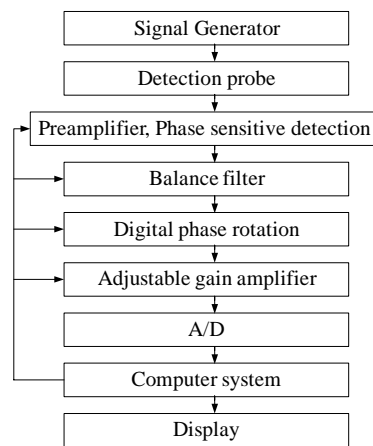 Signal Generator
Detection probe
Preamplifier, Phase sensitive detection
Balance filter
Digital phase rotation
Adjustable gain amplifier
A/D
Computer system
Display